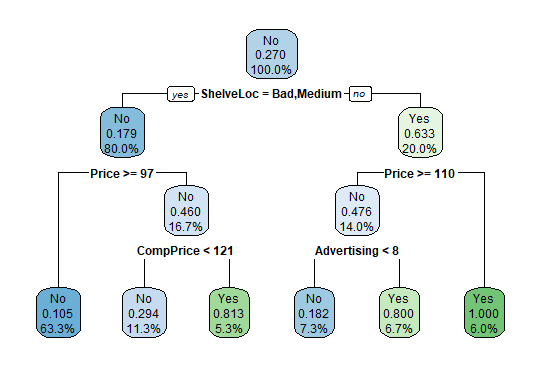 No
0.270
100.0%
yes ShelveLoc = Bad,Medium no
No
0.179
80.0%
Yes
0.633
20.0%
Price >= 97
Price >= 110
No
0.460
16.7%
No
0.476
14.0%
CompPrice < 121
Advertising < 8
No
0.105
63.3%
No
0.294
11.3%
Yes
0.813
5.3%
No
0.182
7.3%
Yes
0.800
6.7%
Yes
1.000
6.0%